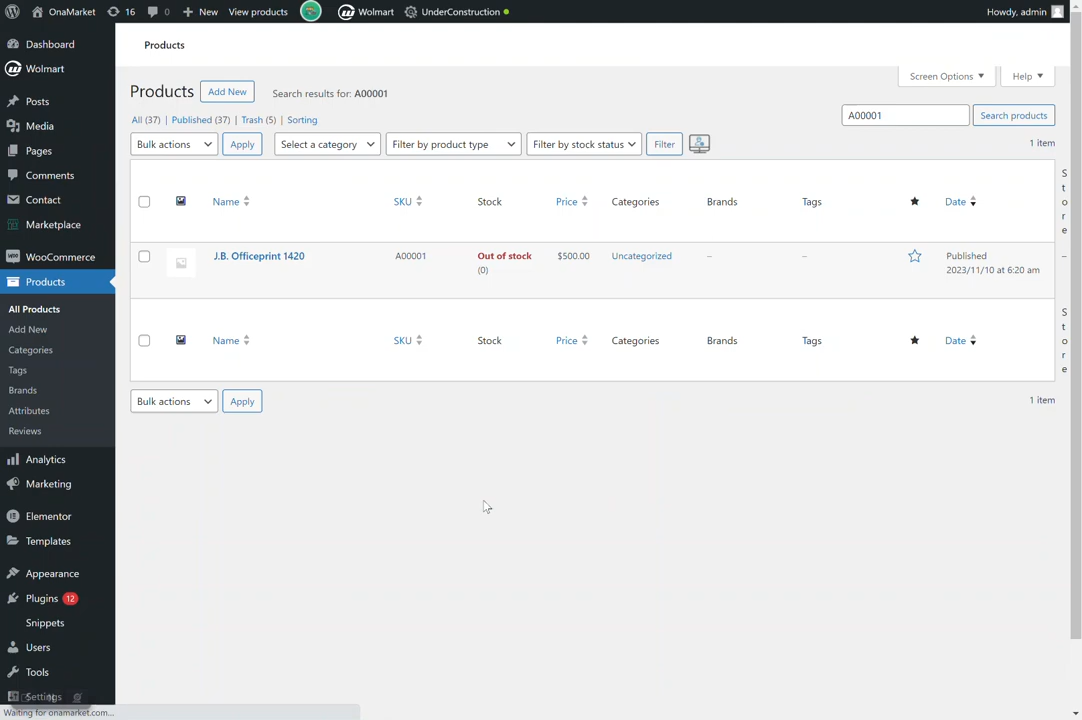 OnaMarket 16 0 New View products Wolmart UnderConstruction Howdy, admin
Dashboard
Wolmart
Posts
Media
Pages
Comments
Contact
Marketplace
WooCommerce
Products
All Products
Add New
Categories
Tags
Brands
Attributes
Reviews
Analytics
Marketing
Elementor
Templates
Appearance
Plugins 12
Snippets
Users
Tools
Settings
Waiting for onamarket.com...
Products
Screen Options Help
Products Add New Search results for: A00001
All (37) | Published (37) | Trash (5) | Sorting
A00001 Search products
Bulk actions Apply Select a category Filter by product type Filter by stock status Filter 1 item
Name SKU Stock Price Categories Brands Tags Date Store
J.B. Officeprint 1420 A00001 Out of stock $500.00 Uncategorized – – Published –
(0) 2023/11/10 at 6:20 am
Name SKU Stock Price Categories Brands Tags Date Store
Bulk actions Apply 1 item